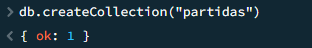 > db.createCollection("partidas")
< { ok: 1 }